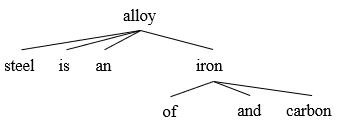 alloy
steel is an iron
of and carbon